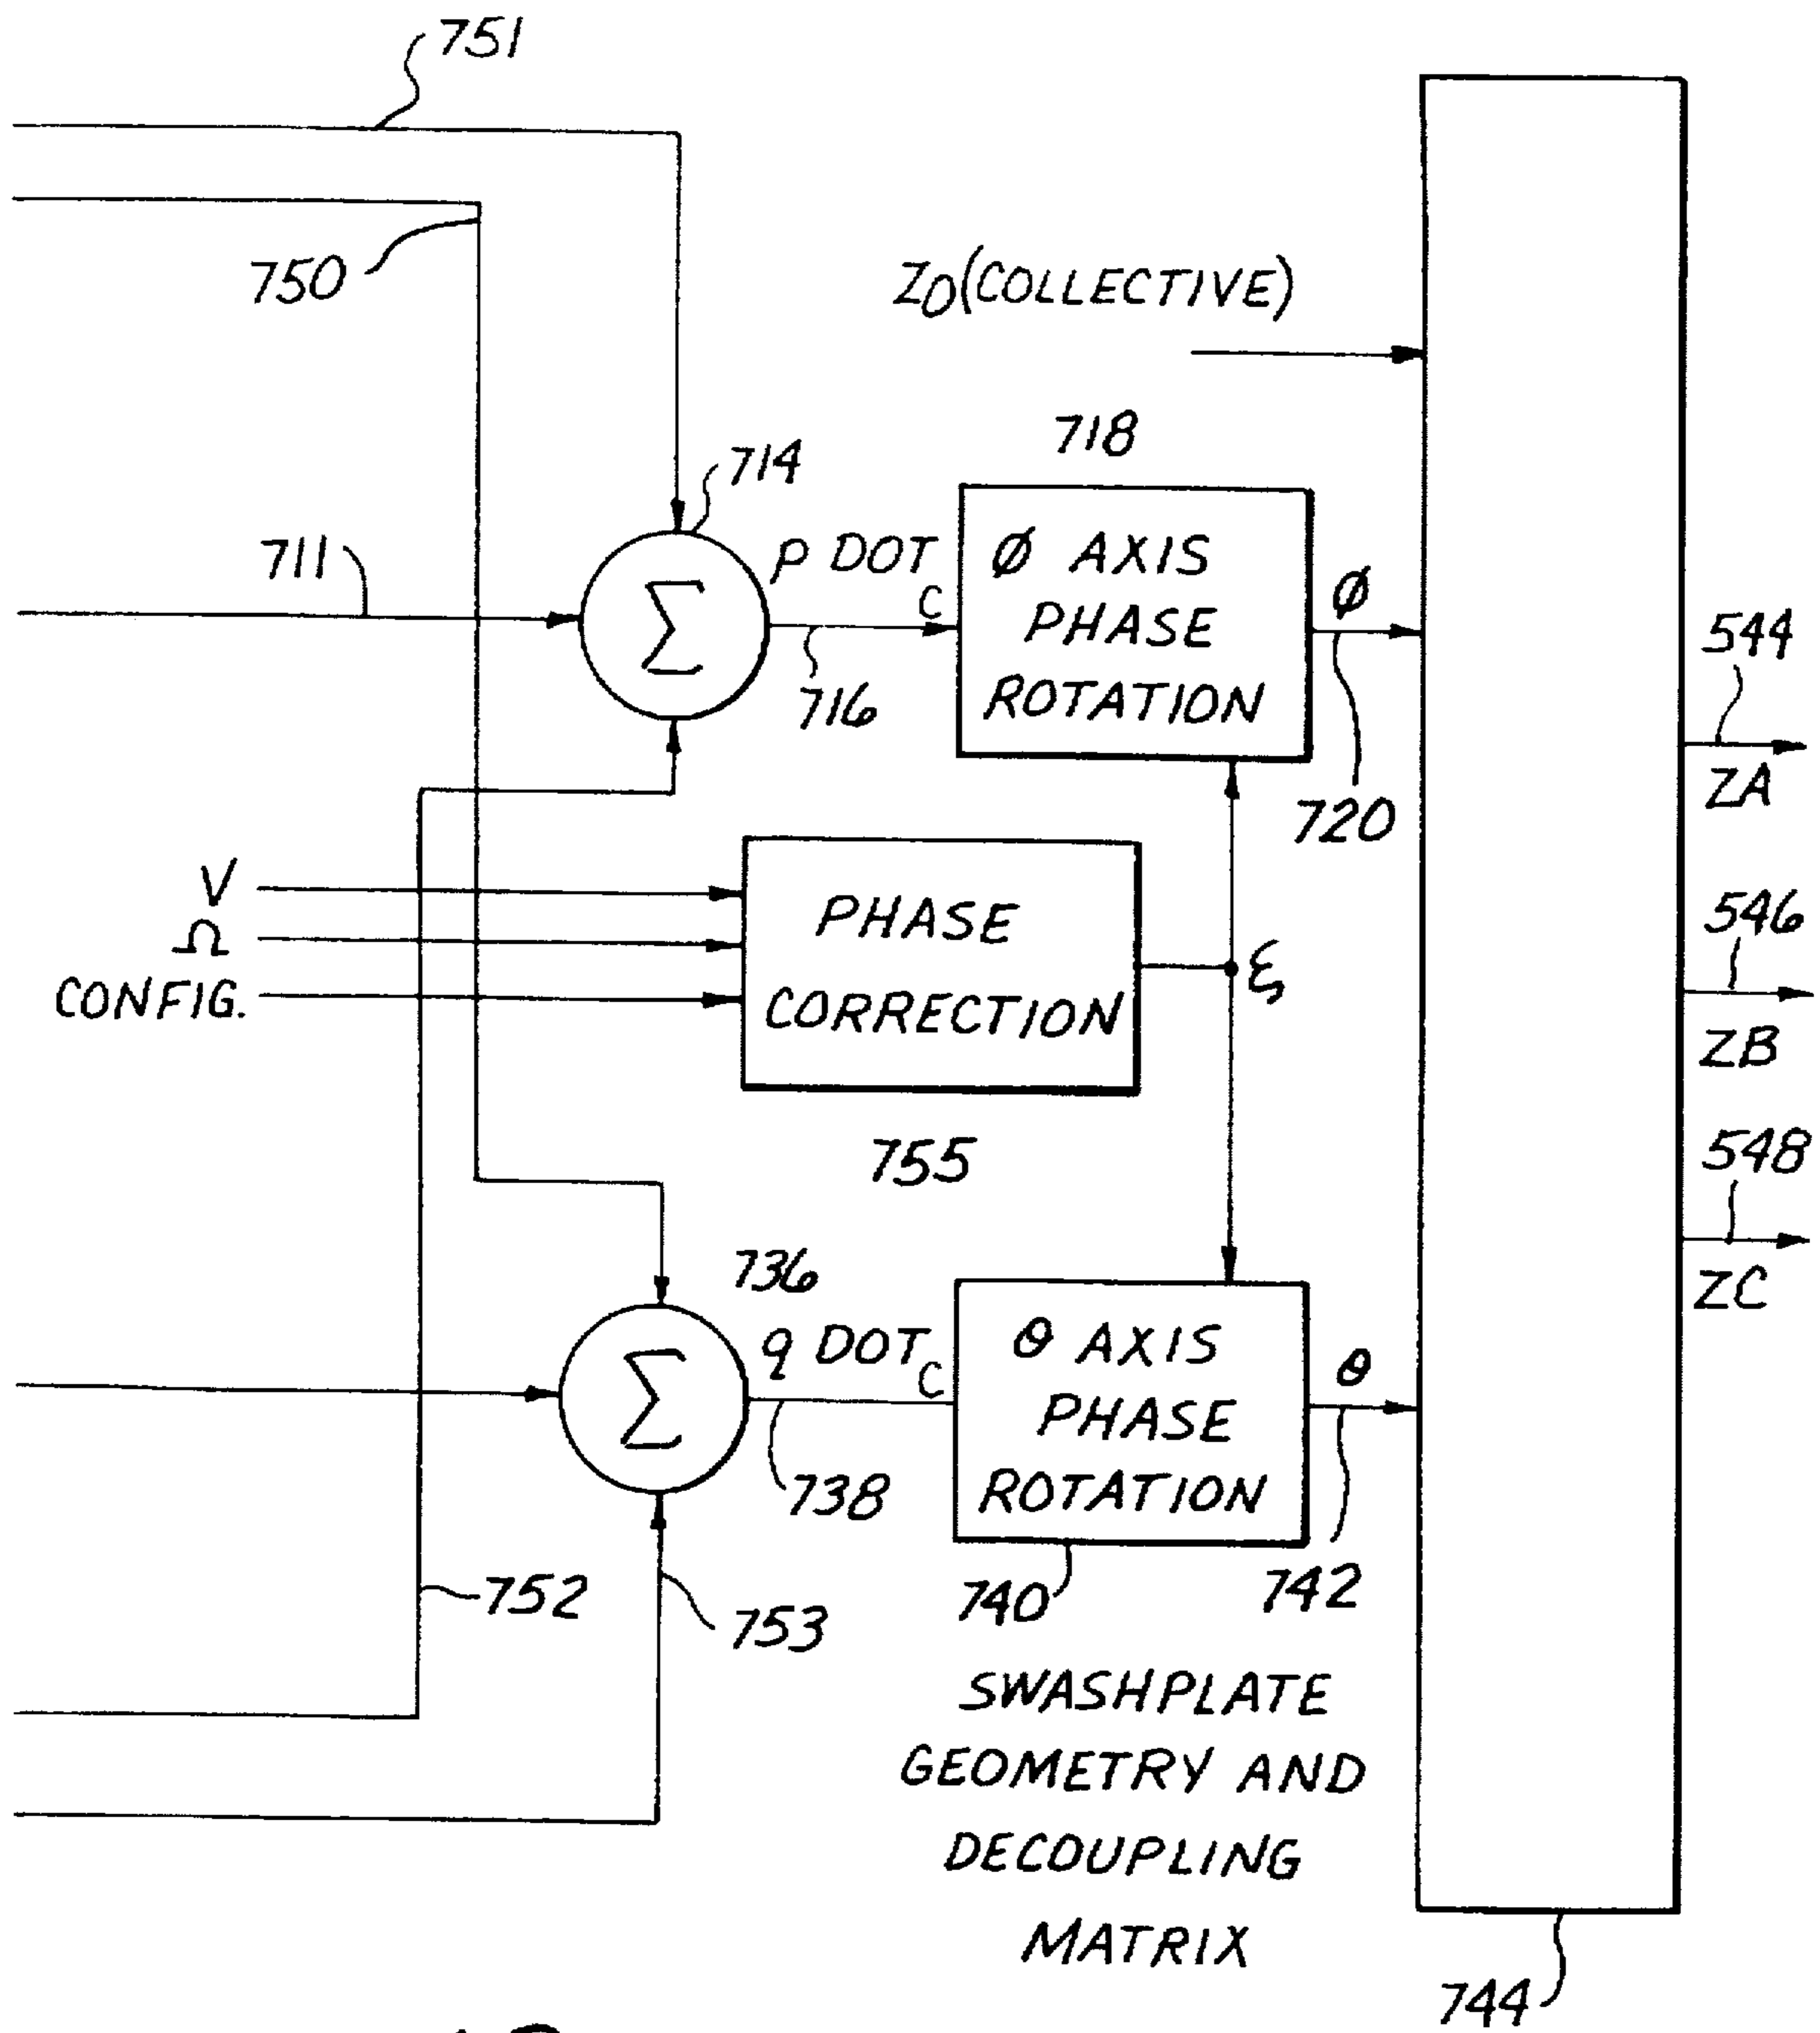 751
750
Z0 (COLLECTIVE)
718
714
711
Σ
p DOT C
716
Ø AXIS
PHASE
ROTATION
Ø
720
544
ZA
V
Ω
CONFIG.
PHASE
CORRECTION
ξ
546
ZB
755
548
ZC
736
Σ
q DOT C
738
θ AXIS
PHASE
ROTATION
θ
740
742
752
753
SWASHPLATE
GEOMETRY AND
DECOUPLING
MATRIX
744